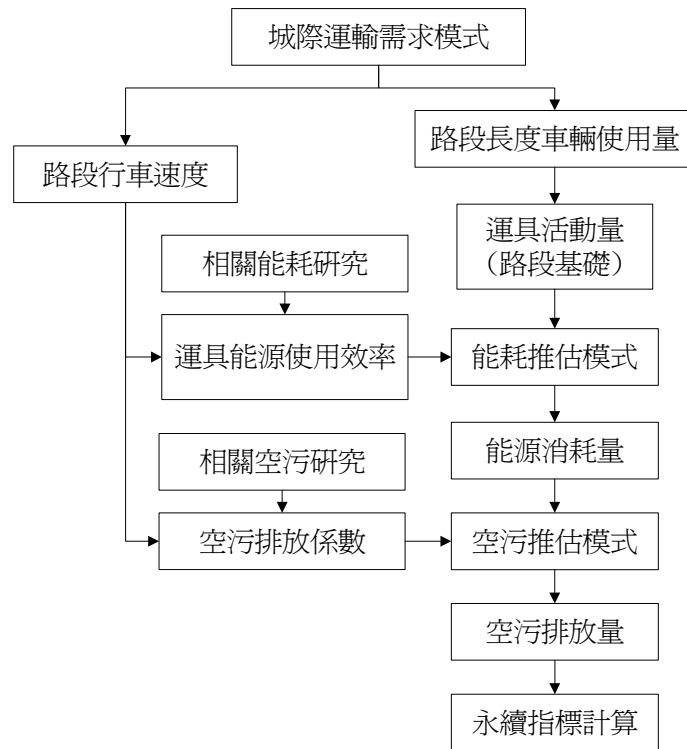 城際運輸需求模式
路段長度車輛使用量
路段行車速度
運具活動量
（路段基礎）
相關能耗研究
運具能源使用效率
能耗推估模式
相關空污研究
能源消耗量
空污排放係數
空污推估模式
空污排放量
永續指標計算